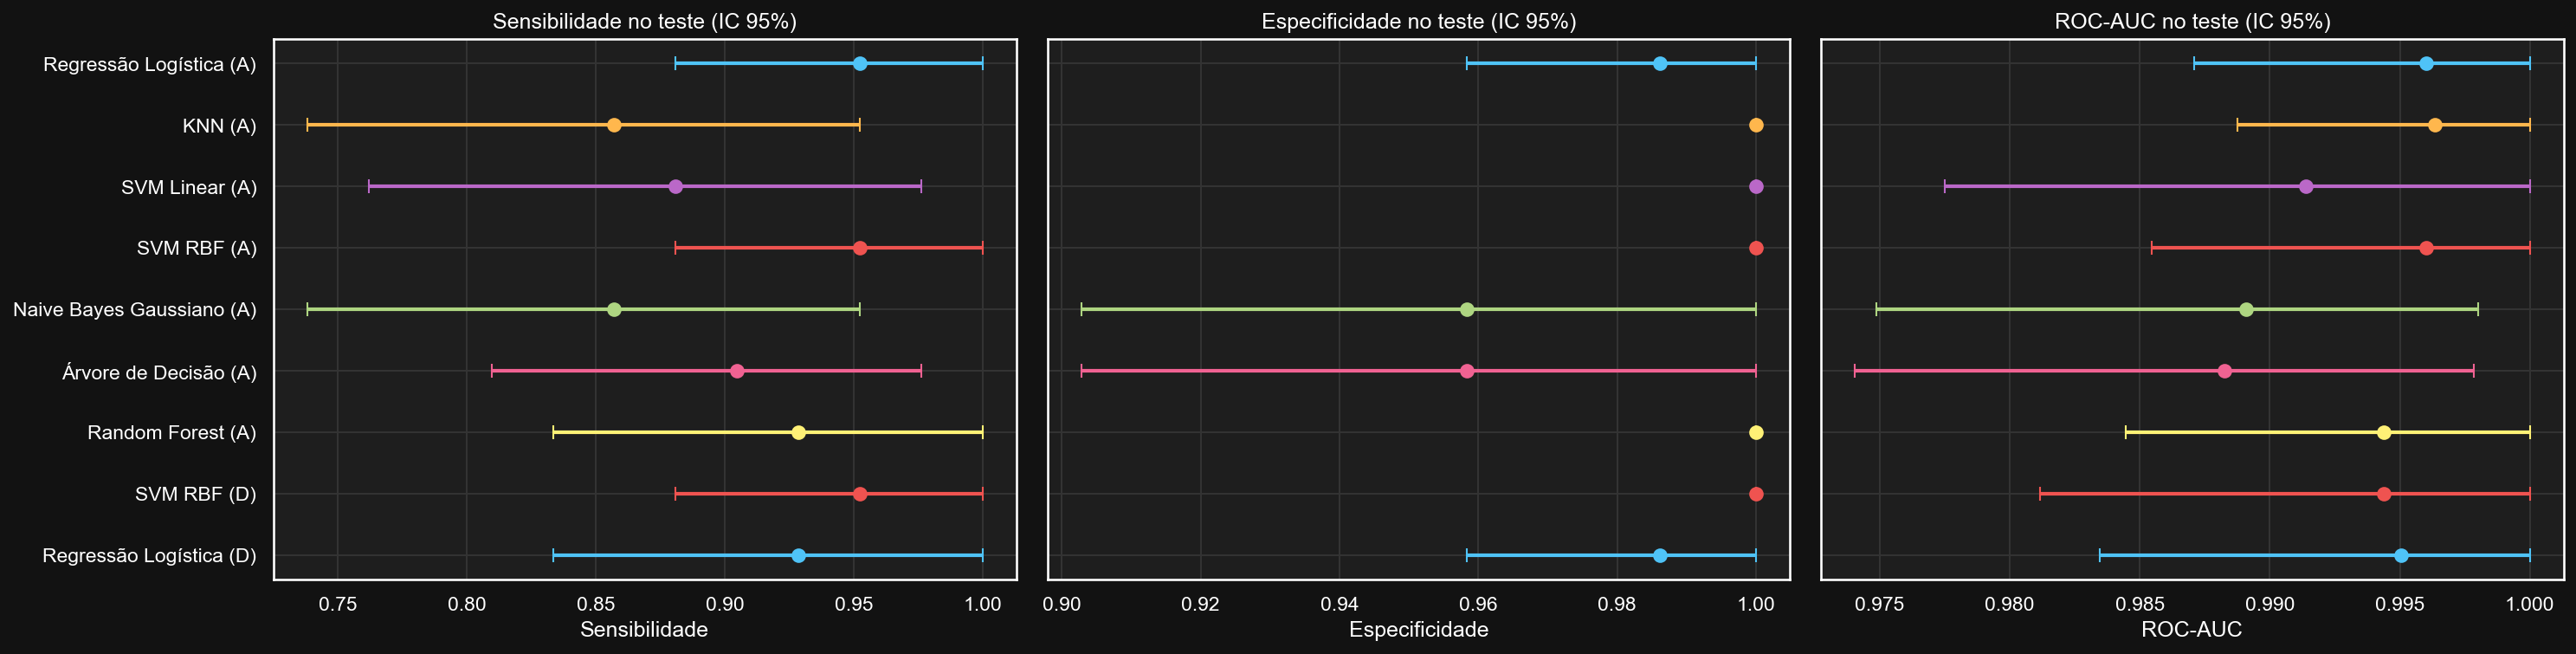 Sensibilidade no teste (IC 95%)
Especificidade no teste (IC 95%)
ROC-AUC no teste (IC 95%)
Regressão Logística (A)
KNN (A)
SVM Linear (A)
SVM RBF (A)
Naive Bayes Gaussiano (A)
Árvore de Decisão (A)
Random Forest (A)
SVM RBF (D)
Regressão Logística (D)
0.75 0.80 0.85 0.90 0.95 1.00
Sensibilidade
0.90 0.92 0.94 0.96 0.98 1.00
Especificidade
0.975 0.980 0.985 0.990 0.995 1.000
ROC-AUC